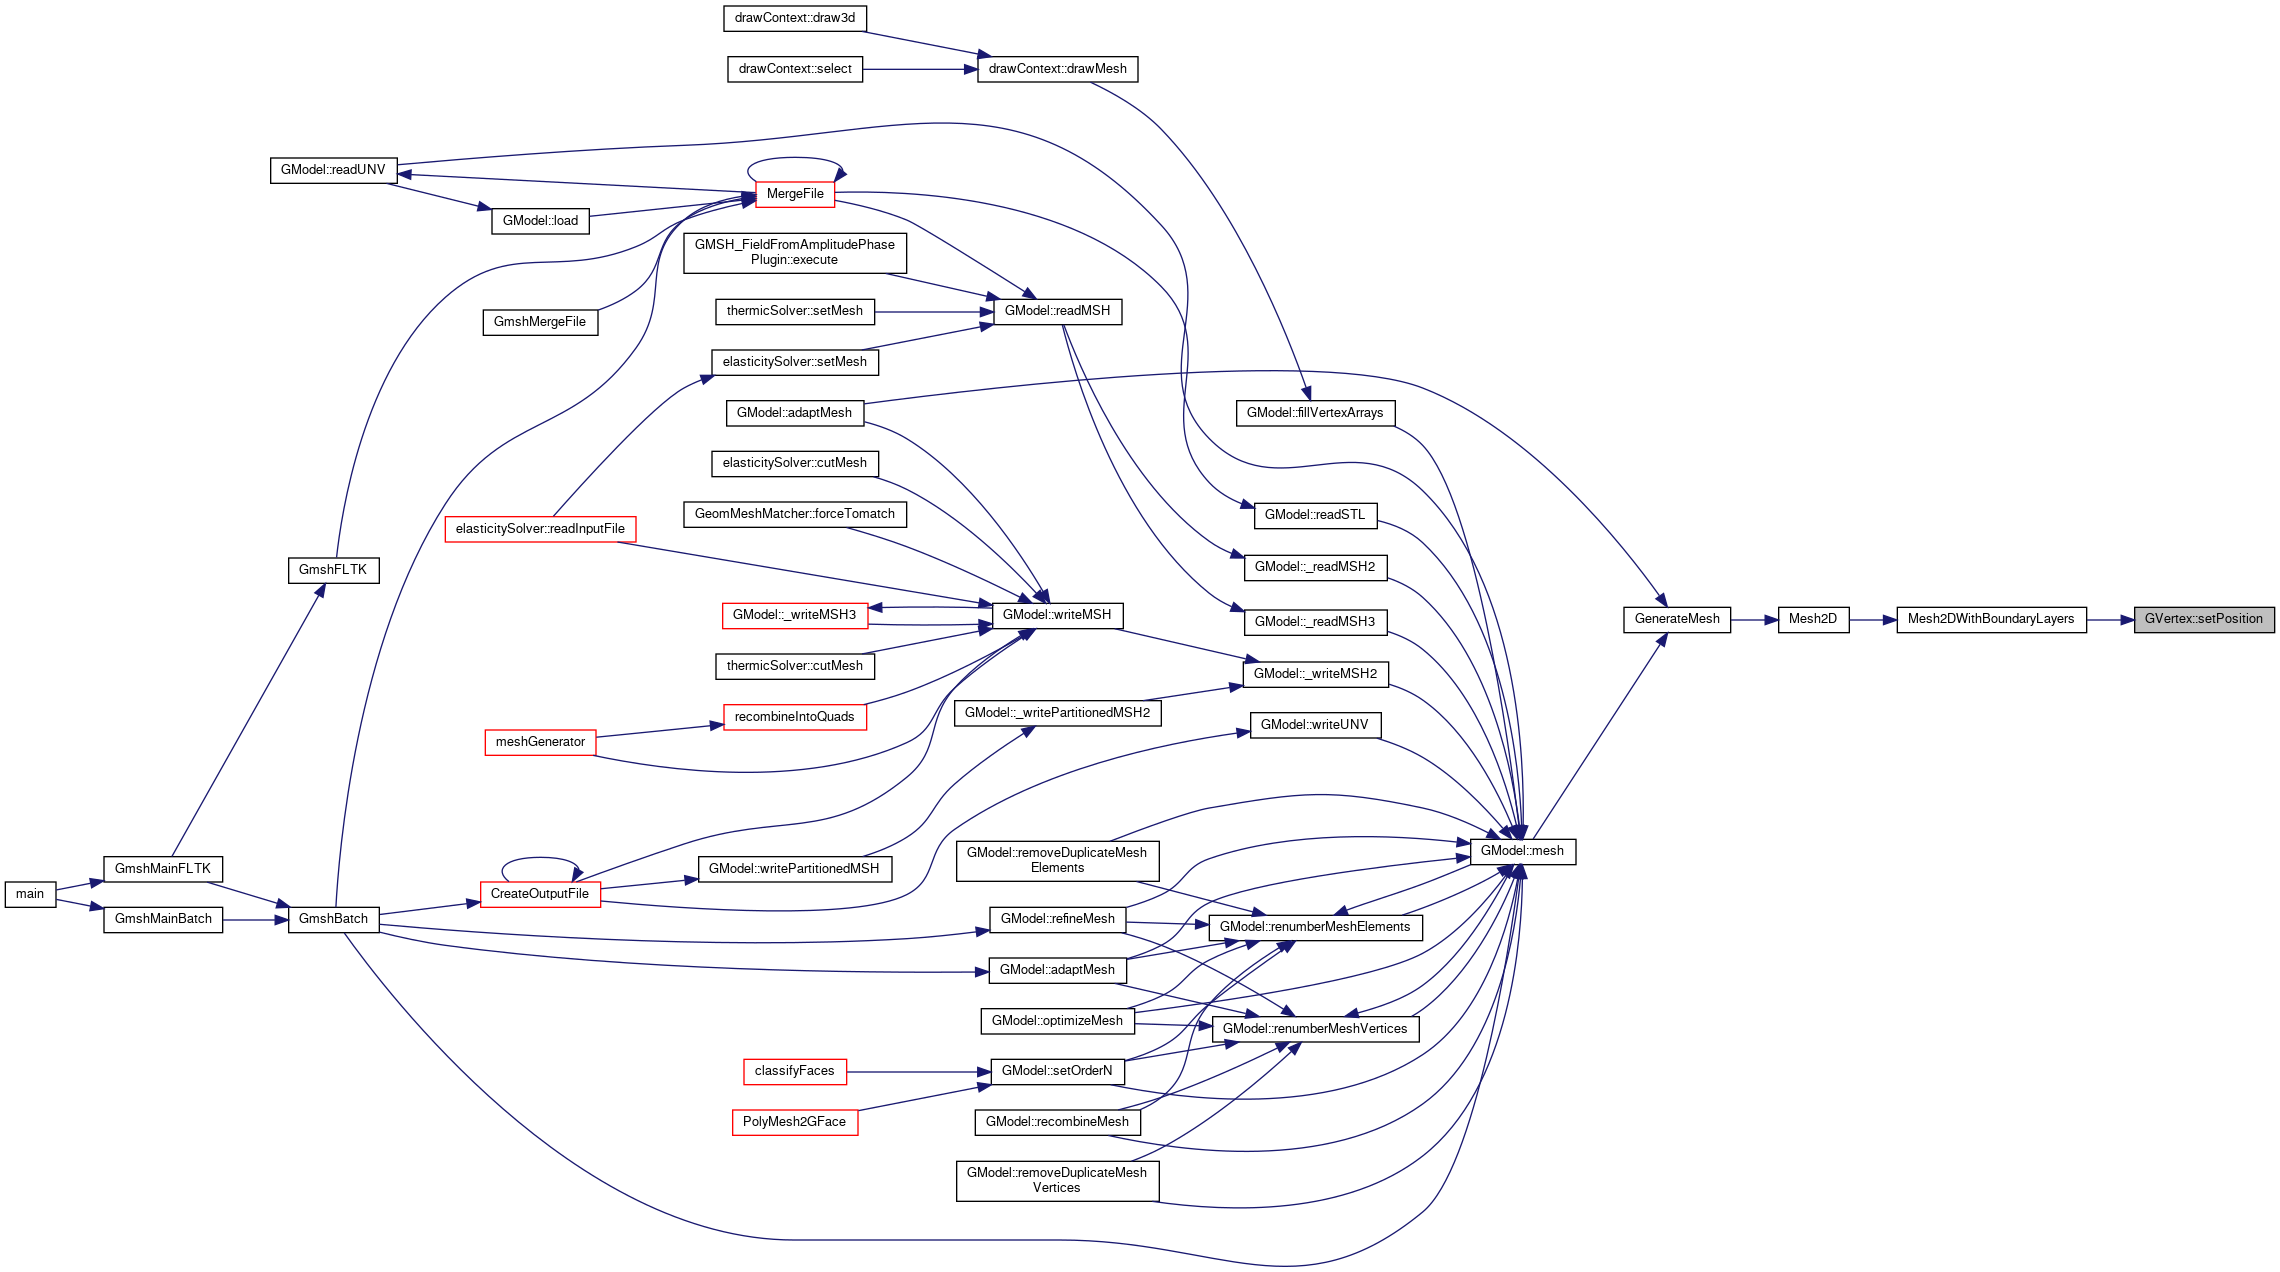 drawContext::draw3d
drawContext::select
drawContext::drawMesh
GModel::readUNV
MergeFile
GModel::load
GMSH_FieldFromAmplitudePhase
Plugin::execute
thermicSolver::setMesh
GModel::readMSH
GmshMergeFile
elasticitySolver::setMesh
GModel::adaptMesh
GModel::fillVertexArrays
elasticitySolver::cutMesh
GeomMeshMatcher::forceTomatch
GModel::readSTL
elasticitySolver::readInputFile
GmshFLTK
GModel::_readMSH2
GModel::_writeMSH3
GModel::writeMSH
GModel::_readMSH3
GenerateMesh
Mesh2D
Mesh2DWithBoundaryLayers
GVertex::setPosition
thermicSolver::cutMesh
GModel::_writeMSH2
recombineIntoQuads
GModel::_writePartitionedMSH2
GModel::writeUNV
meshGenerator
GModel::removeDuplicateMesh
Elements
GModel::mesh
GmshMainFLTK
GModel::writePartitionedMSH
main
CreateOutputFile
GmshMainBatch
GmshBatch
GModel::refineMesh
GModel::renumberMeshElements
GModel::adaptMesh
GModel::optimizeMesh
GModel::renumberMeshVertices
classifyFaces
GModel::setOrderN
PolyMesh2GFace
GModel::recombineMesh
GModel::removeDuplicateMesh
Vertices